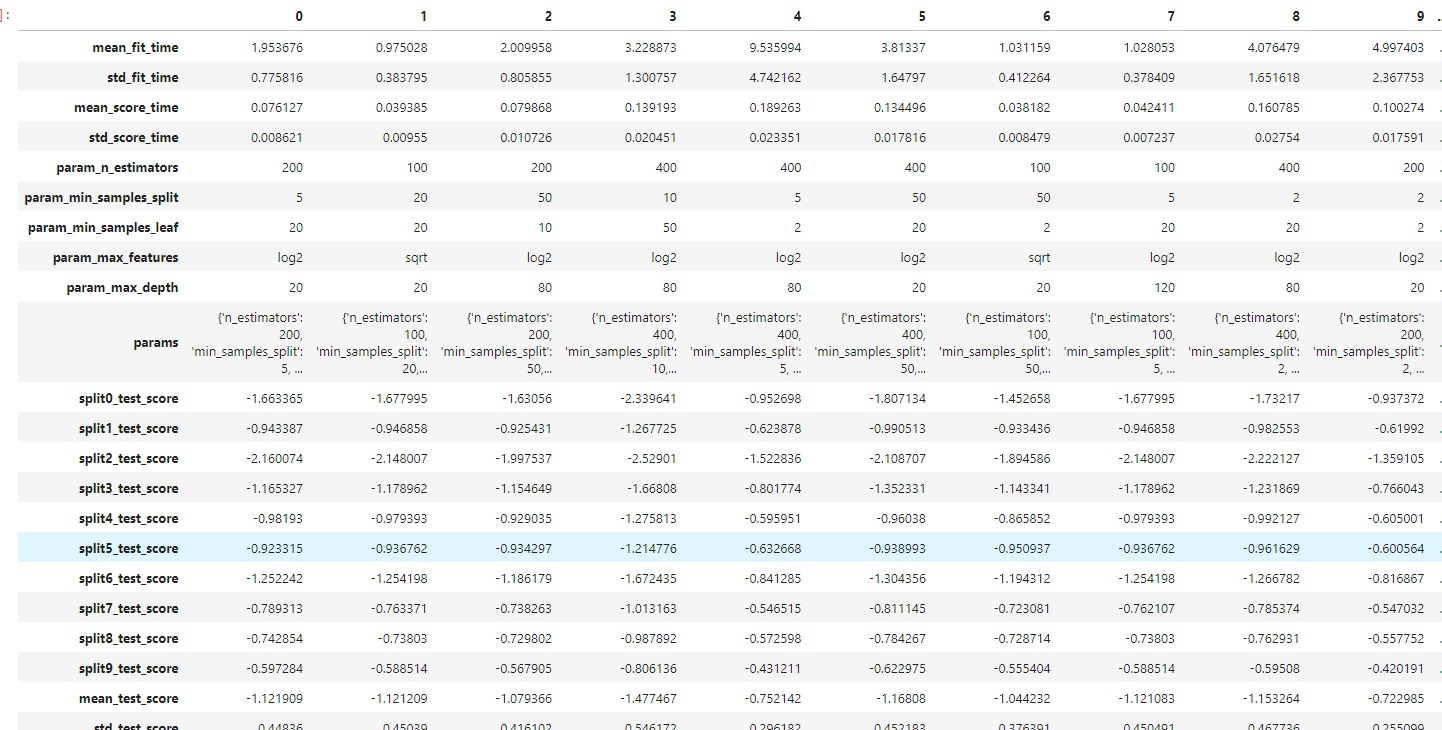 ]:
0 1 2 3 4 5 6 7 8 9 ..
mean_fit_time 1.953676 0.975028 2.009958 3.228873 9.535994 3.81337 1.031159 1.028053 4.076479 4.997403 .
std_fit_time 0.775816 0.383795 0.805855 1.300757 4.742162 1.64797 0.412264 0.378409 1.651618 2.367753 .
mean_score_time 0.076127 0.039385 0.079868 0.139193 0.189263 0.134496 0.038182 0.042411 0.160785 0.100274 .
std_score_time 0.008621 0.00955 0.010726 0.020451 0.023351 0.017816 0.008479 0.007237 0.02754 0.017591 .
param_n_estimators 200 100 200 400 400 400 100 100 400 200 .
param_min_samples_split 5 20 50 10 5 50 50 5 2 2 .
param_min_samples_leaf 20 20 10 50 2 20 2 20 20 2 .
param_max_features log2 sqrt log2 log2 log2 log2 sqrt log2 log2 log2 .
param_max_depth 20 20 80 80 80 20 20 120 80 20 .
{'n_estimators': {'n_estimators': {'n_estimators': {'n_estimators': {'n_estimators': {'n_estimators': {'n_estimators': {'n_estimators': {'n_estimators': {'n_estimators':
200, 100, 200, 400, 400, 400, 100, 100, 400, 200,
params 'min_samples_split': 'min_samples_split': 'min_samples_split': 'min_samples_split': 'min_samples_split': 'min_samples_split': 'min_samples_split': 'min_samples_split': 'min_samples_split': 'min_samples_split': .
5, ... 20,... 50,... 10,... 5, ... 50,... 50,... 5, ... 2, ... 2, ...
split0_test_score -1.663365 -1.677995 -1.63056 -2.339641 -0.952698 -1.807134 -1.452658 -1.677995 -1.73217 -0.937372 .
split1_test_score -0.943387 -0.946858 -0.925431 -1.267725 -0.623878 -0.990513 -0.933436 -0.946858 -0.982553 -0.61992 .
split2_test_score -2.160074 -2.148007 -1.997537 -2.52901 -1.522836 -2.108707 -1.894586 -2.148007 -2.222127 -1.359105 .
split3_test_score -1.165327 -1.178962 -1.154649 -1.66808 -0.801774 -1.352331 -1.143341 -1.178962 -1.231869 -0.766043 .
split4_test_score -0.98193 -0.979393 -0.929035 -1.275813 -0.595951 -0.96038 -0.865852 -0.979393 -0.992127 -0.605001 .
split5_test_score -0.923315 -0.936762 -0.934297 -1.214776 -0.632668 -0.938993 -0.950937 -0.936762 -0.961629 -0.600564 .
split6_test_score -1.252242 -1.254198 -1.186179 -1.672435 -0.841285 -1.304356 -1.194312 -1.254198 -1.266782 -0.816867 .
split7_test_score -0.789313 -0.763371 -0.738263 -1.013163 -0.546515 -0.811145 -0.723081 -0.762107 -0.785374 -0.547032 .
split8_test_score -0.742854 -0.73803 -0.729802 -0.987892 -0.572598 -0.784267 -0.728714 -0.73803 -0.762931 -0.557752 .
split9_test_score -0.597284 -0.588514 -0.567905 -0.806136 -0.431211 -0.622975 -0.555404 -0.588514 -0.59508 -0.420191 .
mean_test_score -1.121909 -1.121209 -1.079366 -1.477467 -0.752142 -1.16808 -1.044232 -1.121083 -1.153264 -0.722985 .
std_test_score 0.44836 0.45039 0.416102 0.546172 0.296182 0.452183 0.376391 0.450491 0.467736 0.255099